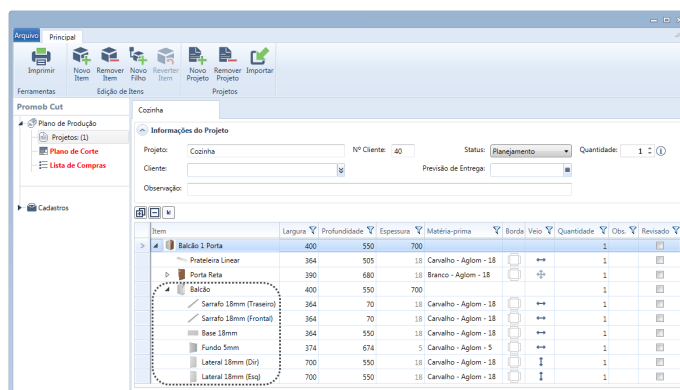 Arquivo Principal
Imprimir Novo Item Remover Item Novo Filho Reverter Item Novo Projeto Remover Projeto Importar
Ferramentas Edição de Itens Projetos
Promob Cut
Plano de Produção
Projetos: (1)
Plano de Corte
Lista de Compras
Cadastros
Cozinha
Informações do Projeto
Projeto: Cozinha Nº Cliente: 40 Status: Planejamento Quantidade: 1
Cliente: Previsão de Entrega:
Observação:
Item Largura Profundidade Espessura Matéria-prima Borda Veio Quantidade Obs. Revisado
Balcão 1 Porta 400 550 700 1
Prateleira Linear 364 505 18 Carvalho - Aglom - 18 1
Porta Reta 390 680 18 Branco - Aglom - 18 1
Balcão 400 550 700 1
Sarrafo 18mm (Traseiro) 364 70 18 Carvalho - Aglom - 18 1
Sarrafo 18mm (Frontal) 364 70 18 Carvalho - Aglom - 18 1
Base 18mm 364 550 18 Carvalho - Aglom - 18 1
Fundo 5mm 374 674 5 Carvalho - Aglom - 5 1
Lateral 18mm (Dir) 700 550 18 Carvalho - Aglom - 18 1
Lateral 18mm (Esq) 700 550 18 Carvalho - Aglom - 18 1